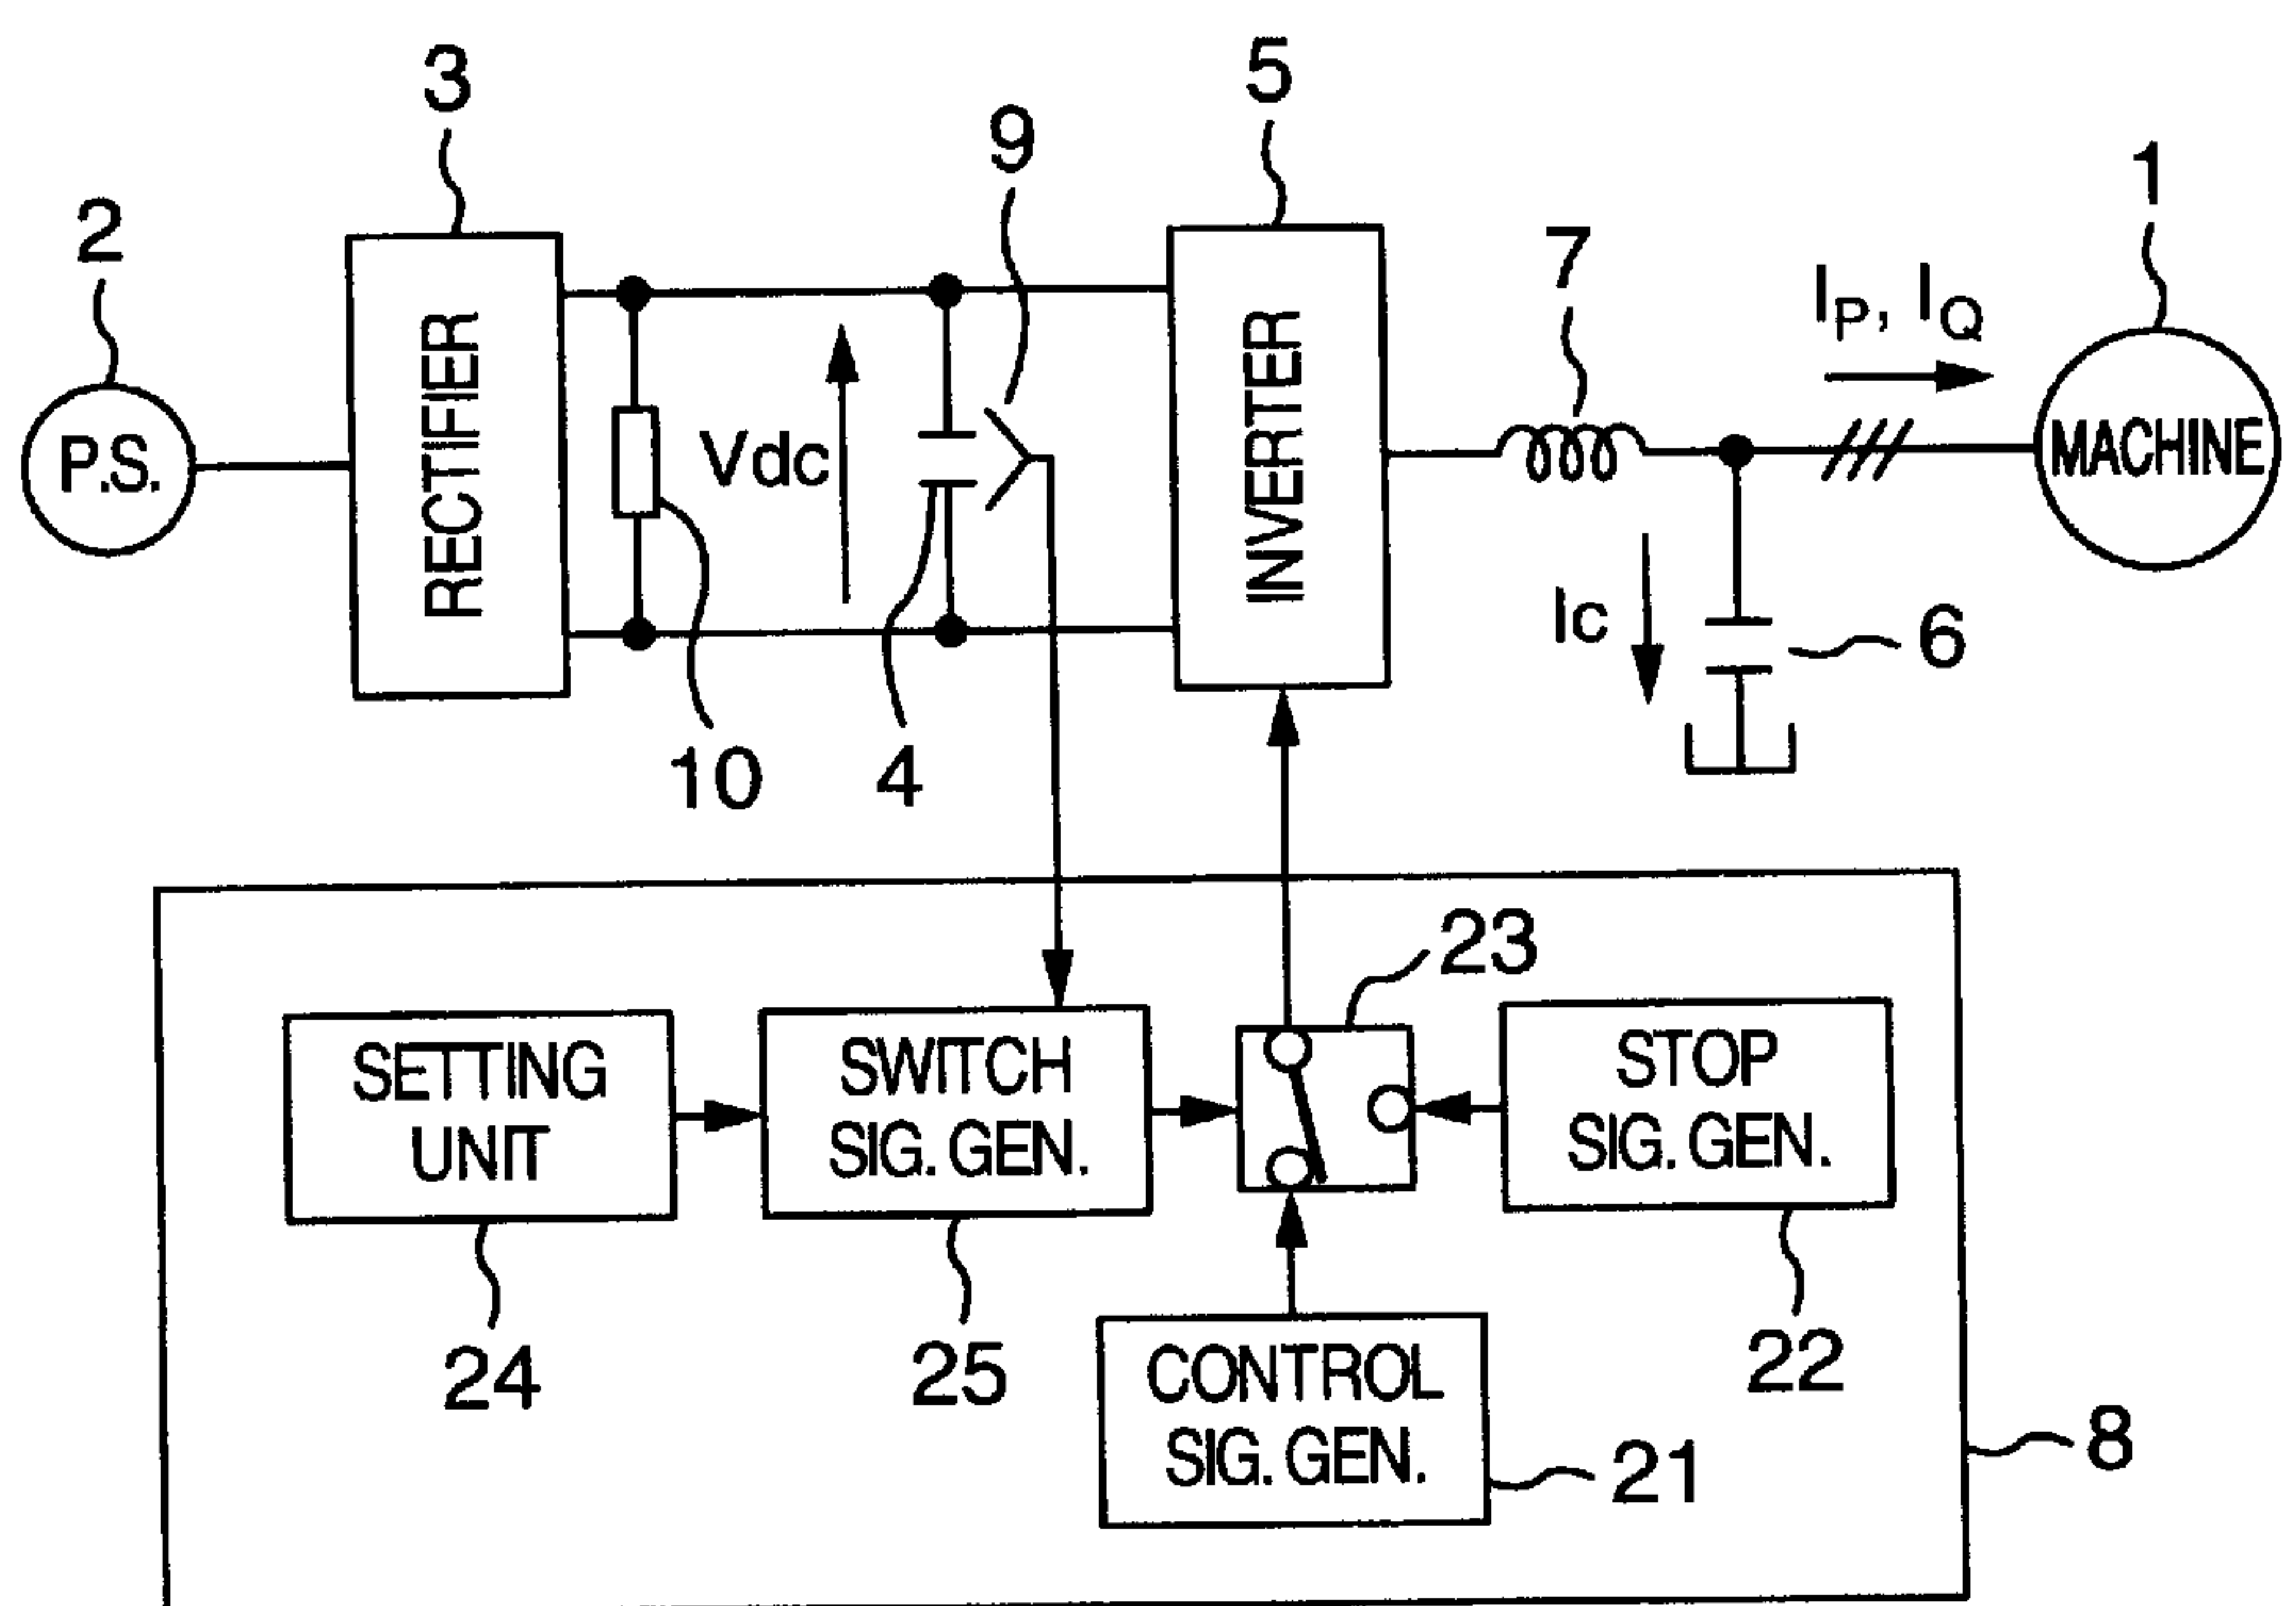 3
5
9
1
2
7
I_P, I_Q
P.S.
RECTIFIER
Vdc
INVERTER
MACHINE
Ic
6
10
4
23
SETTING
UNIT
SWITCH
SIG. GEN.
STOP
SIG. GEN.
24
25
22
CONTROL
SIG. GEN.
21
8